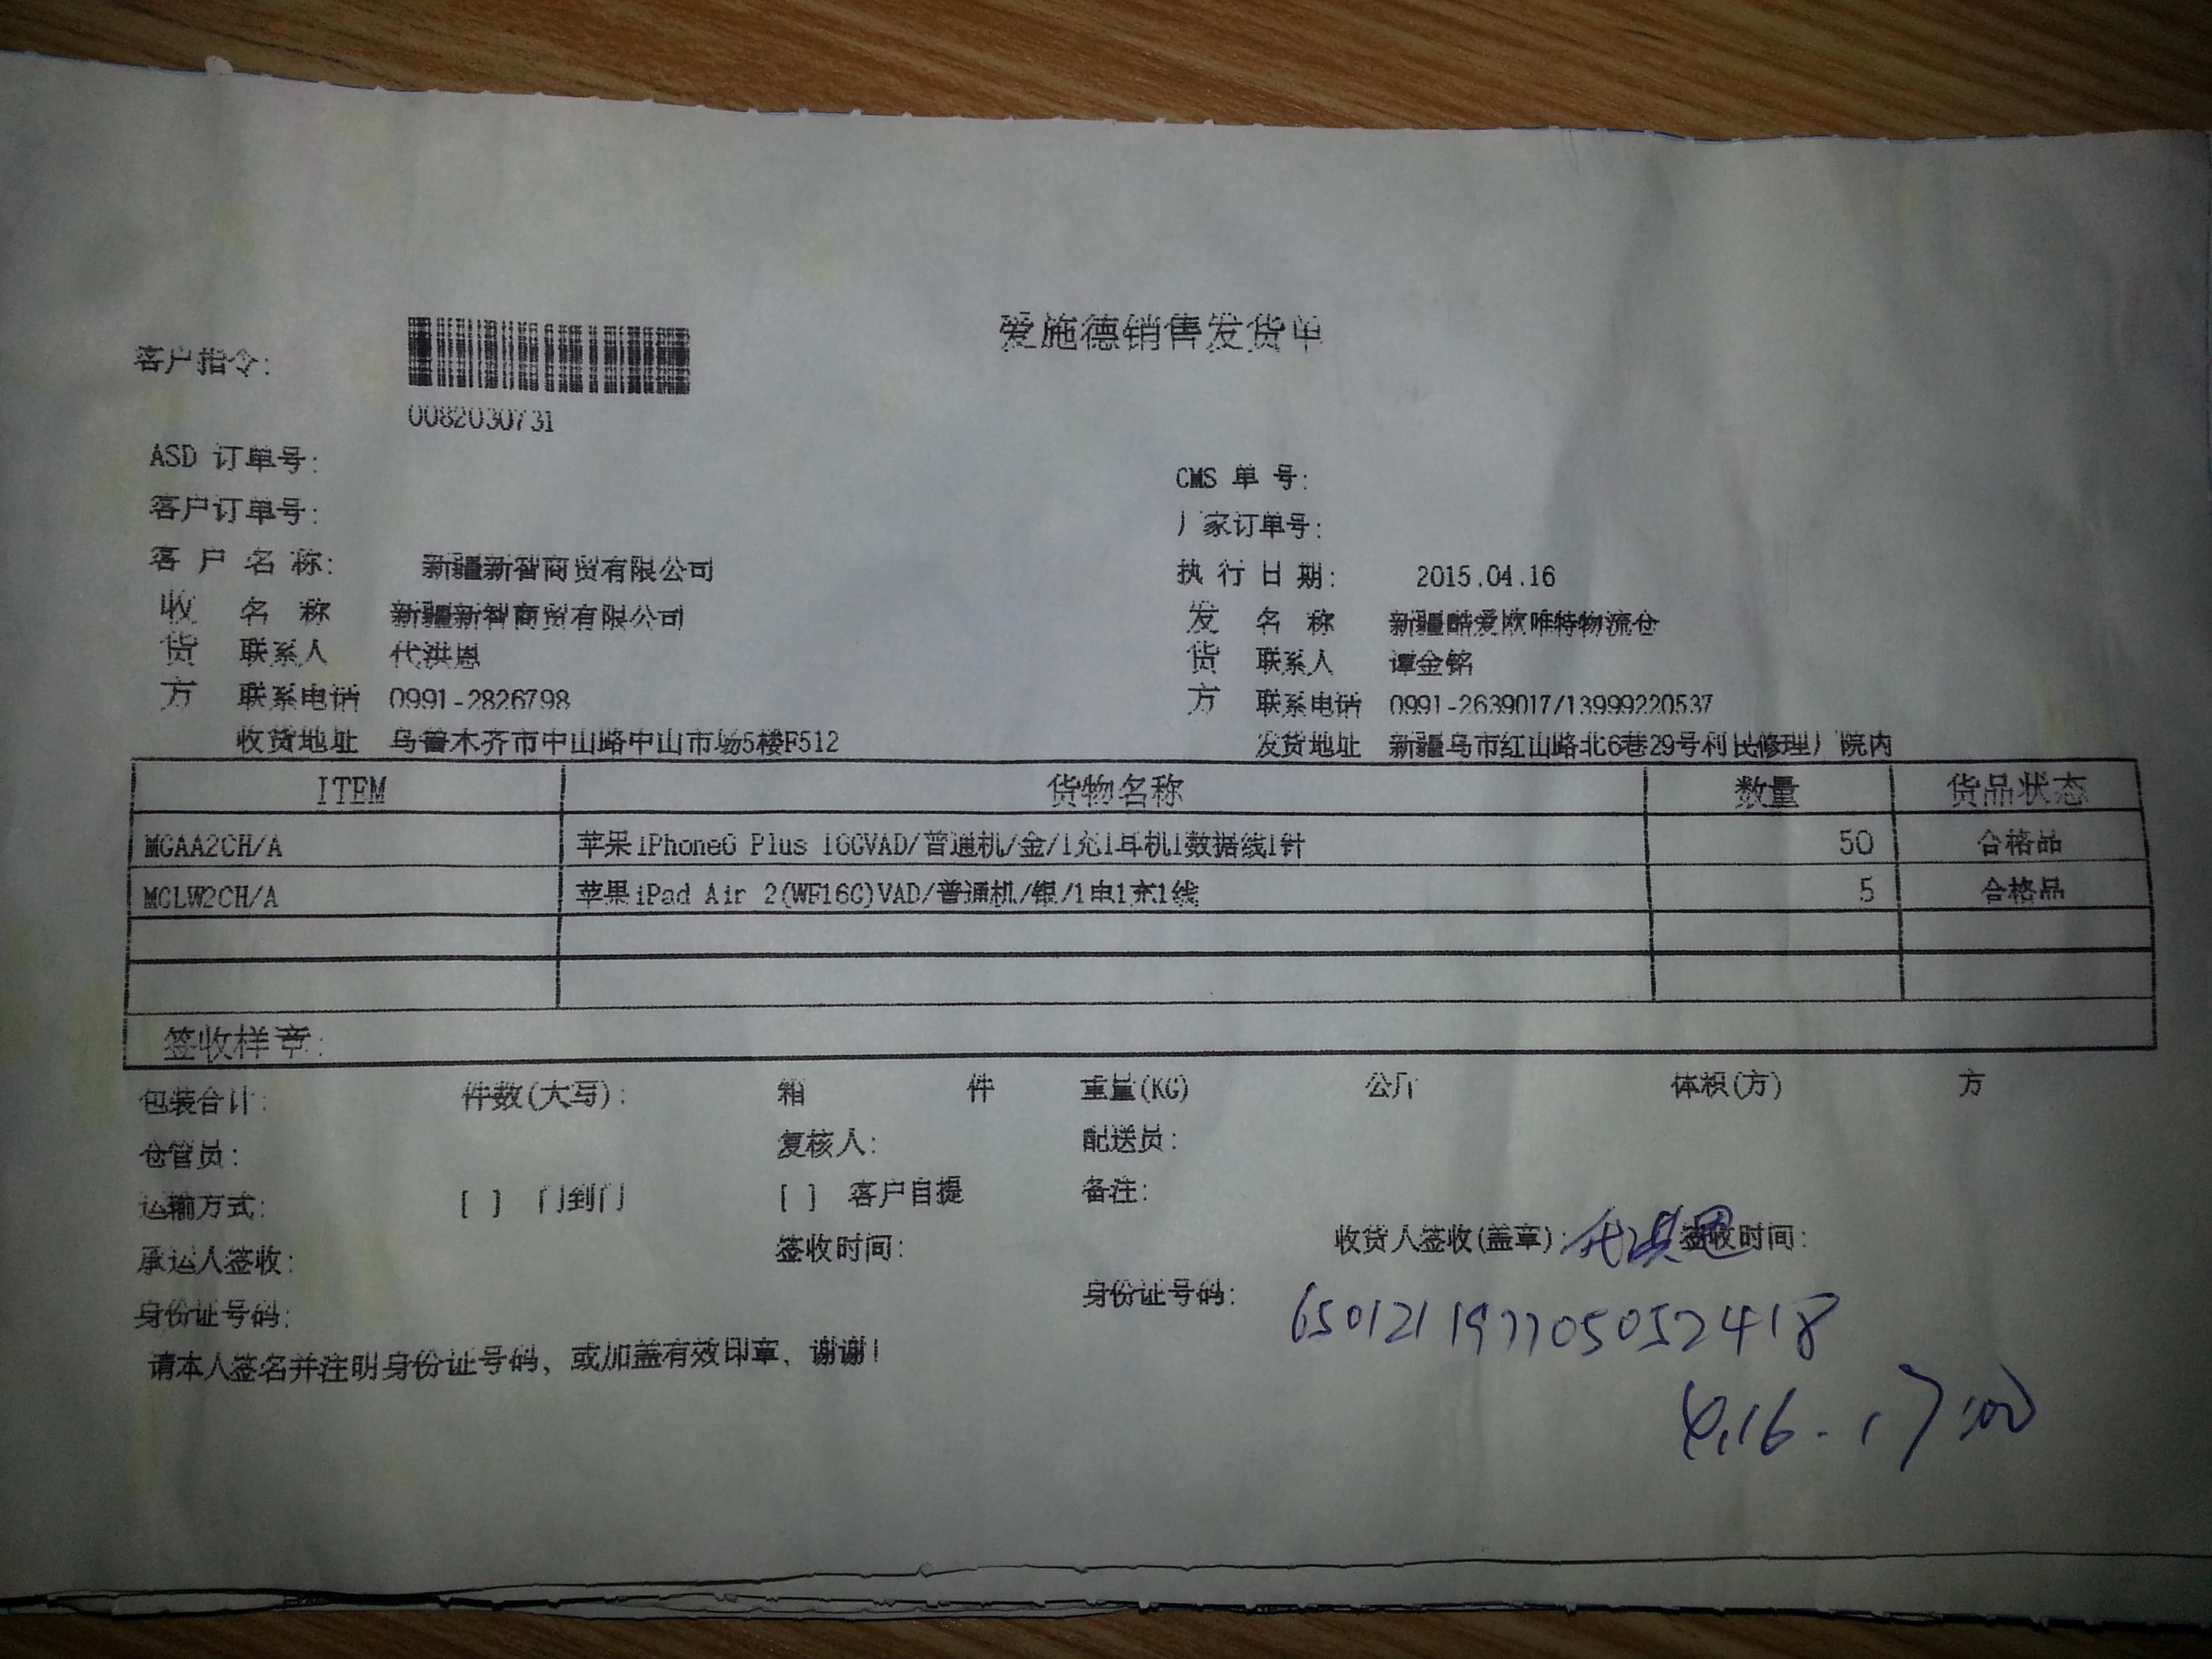 爱施德销售发货单
客户指令:
0082030731
ASD 订单号:
CMS 单 号:
客户订单号:
厂家订单号:
客 户 名 称: 新疆新智商贸有限公司
执 行 日 期: 2015.04.16
收 名 称 新疆新智商贸有限公司
发 名 称 新疆酷爱欧唯特物流仓
货 联系人 代洪恩
货 联系人 谭金铭
方 联系电话 0991-2826798
方 联系电话 0991-2639017/13999220537
收货地址 乌鲁木齐市中山路中山市场5楼F512
发货地址 新疆乌市红山路北6巷29号利民修理厂院内
ITEM 货物名称 数量 货品状态
MGAA2CH/A 苹果iPhone6 Plus 16GVAD/普通机/金/1充1耳机1数据线1针 50 合格品
MGLW2CH/A 苹果iPad Air 2(WF16G)VAD/普通机/银/1电1充1线 5 合格品
签收样章:
包装合计: 件数(大写): 箱 件 重量(KG) 公斤 体积(方) 方
仓管员: 复核人: 配送员:
运输方式: [ ] 门到门 [ ] 客户自提 备注:
承运人签收: 签收时间: 收货人签收(盖章): 代洪恩 签收时间:
身份证号码: 身份证号码: 650121197705052418
请本人签名并注明身份证号码、或加盖有效印章、谢谢!
4.16.17:00